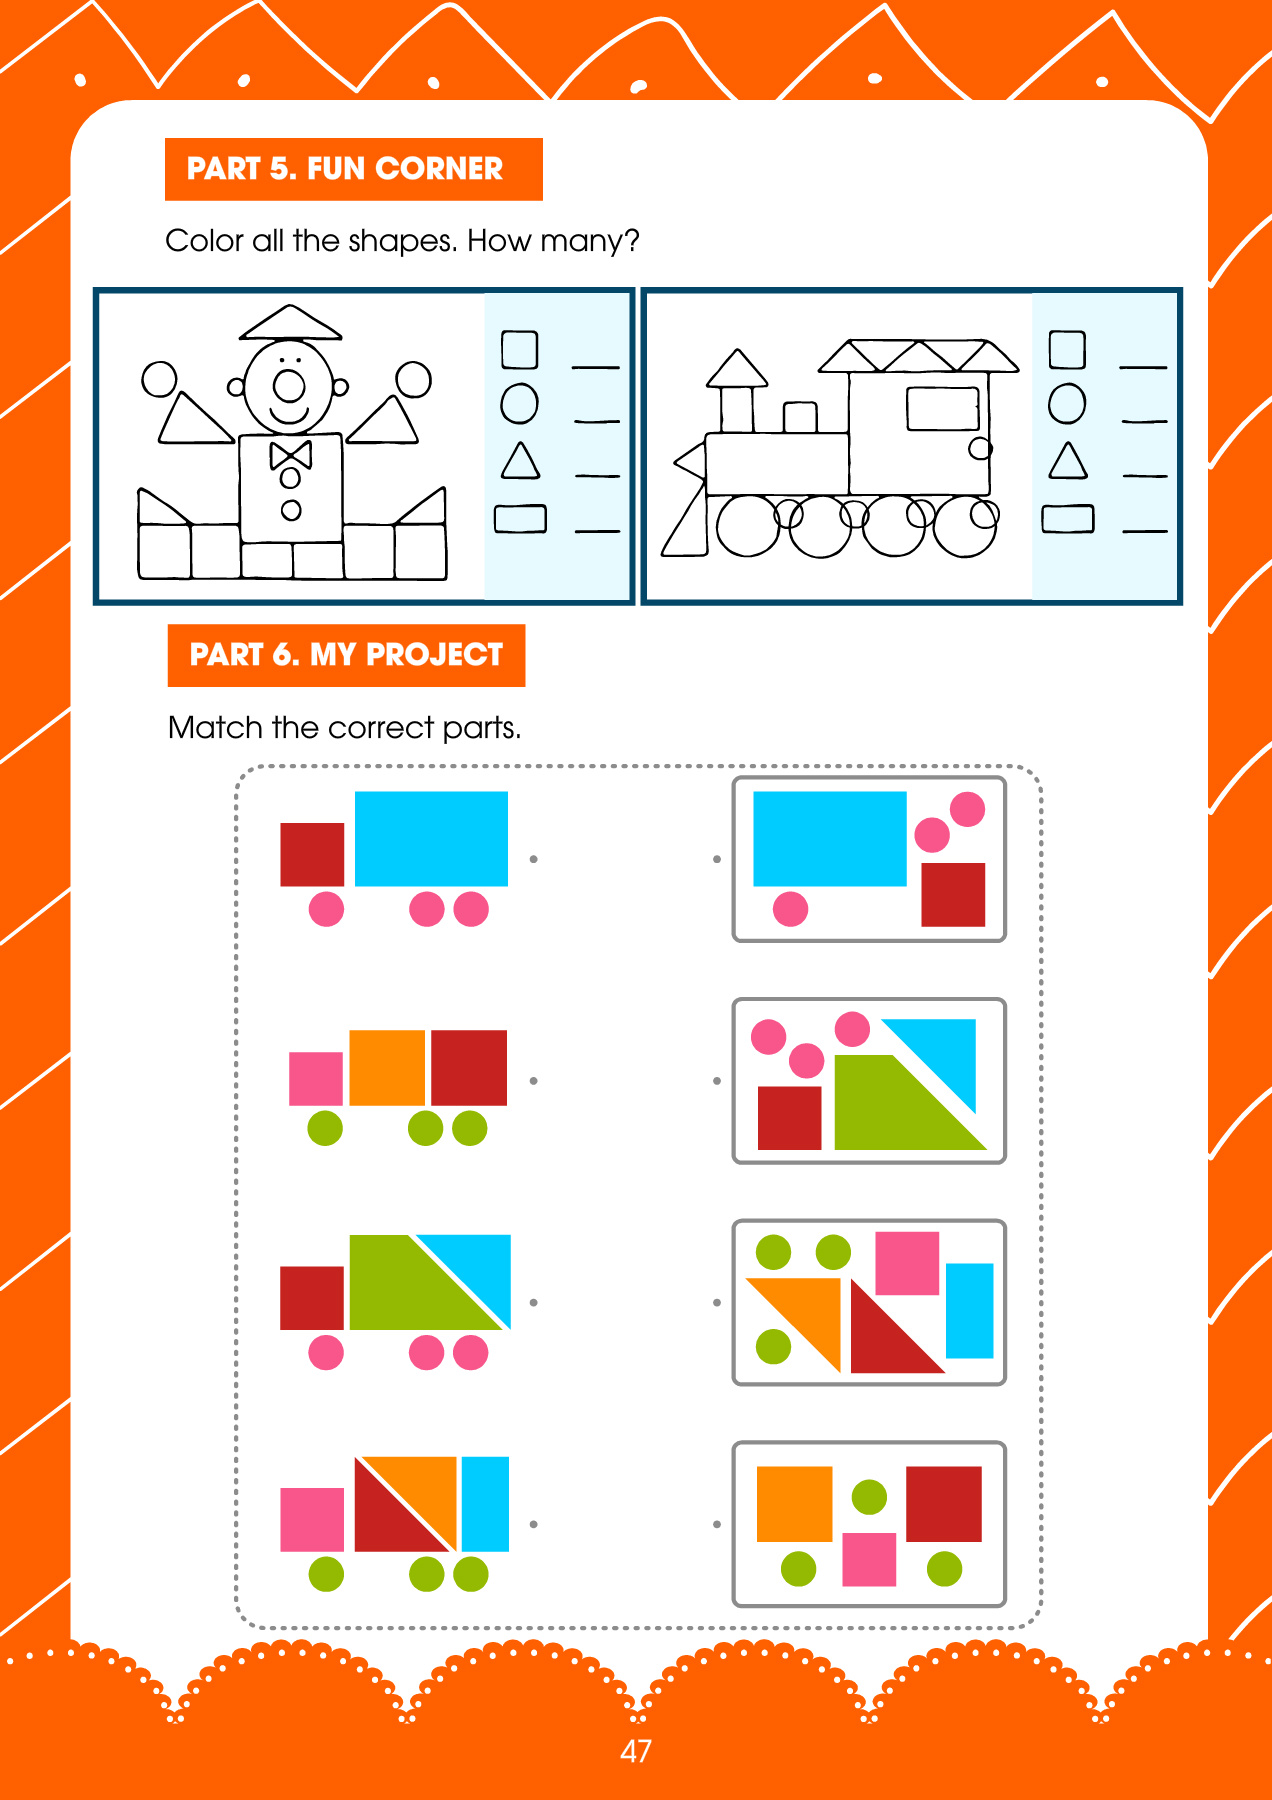 PART 5. FUN CORNER
Color all the shapes. How many?
PART 6. MY PROJECT
Match the correct parts.
47